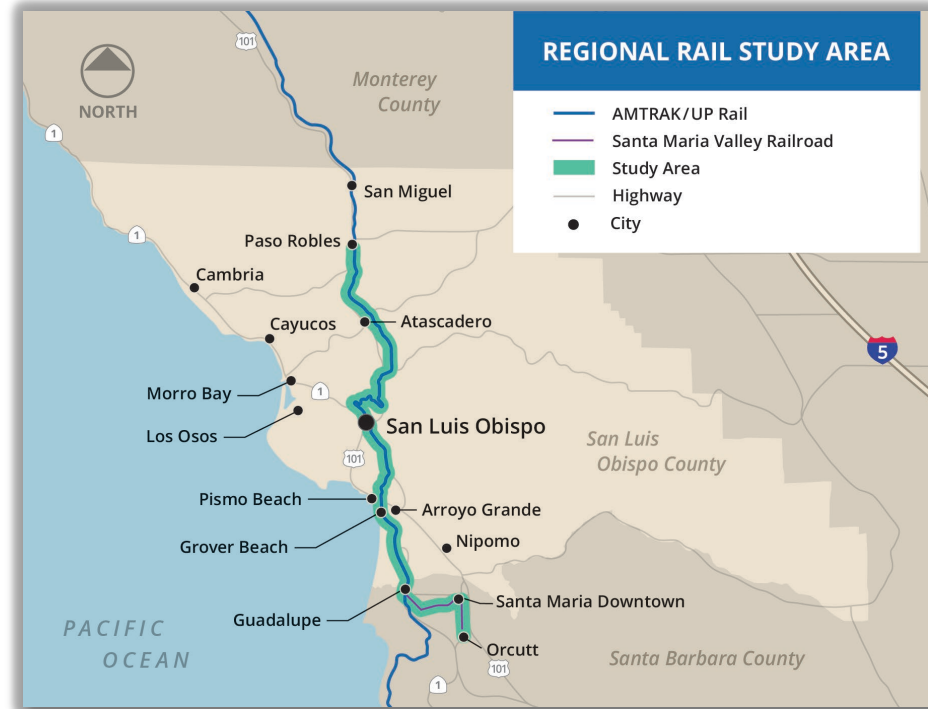 REGIONAL RAIL STUDY AREA
AMTRAK/UP Rail
Santa Maria Valley Railroad
Study Area
Highway
City
101
NORTH
Monterey
County
1
San Miguel
1
Paso Robles
Cambria
Cayucos
Atascadero
5
Morro Bay
1
Los Osos
San Luis Obispo
San Luis
Obispo County
101
Pismo Beach
Arroyo Grande
Grover Beach
Nipomo
Guadalupe
Santa Maria Downtown
PACIFIC
OCEAN
Orcutt
Santa Barbara County
101
1